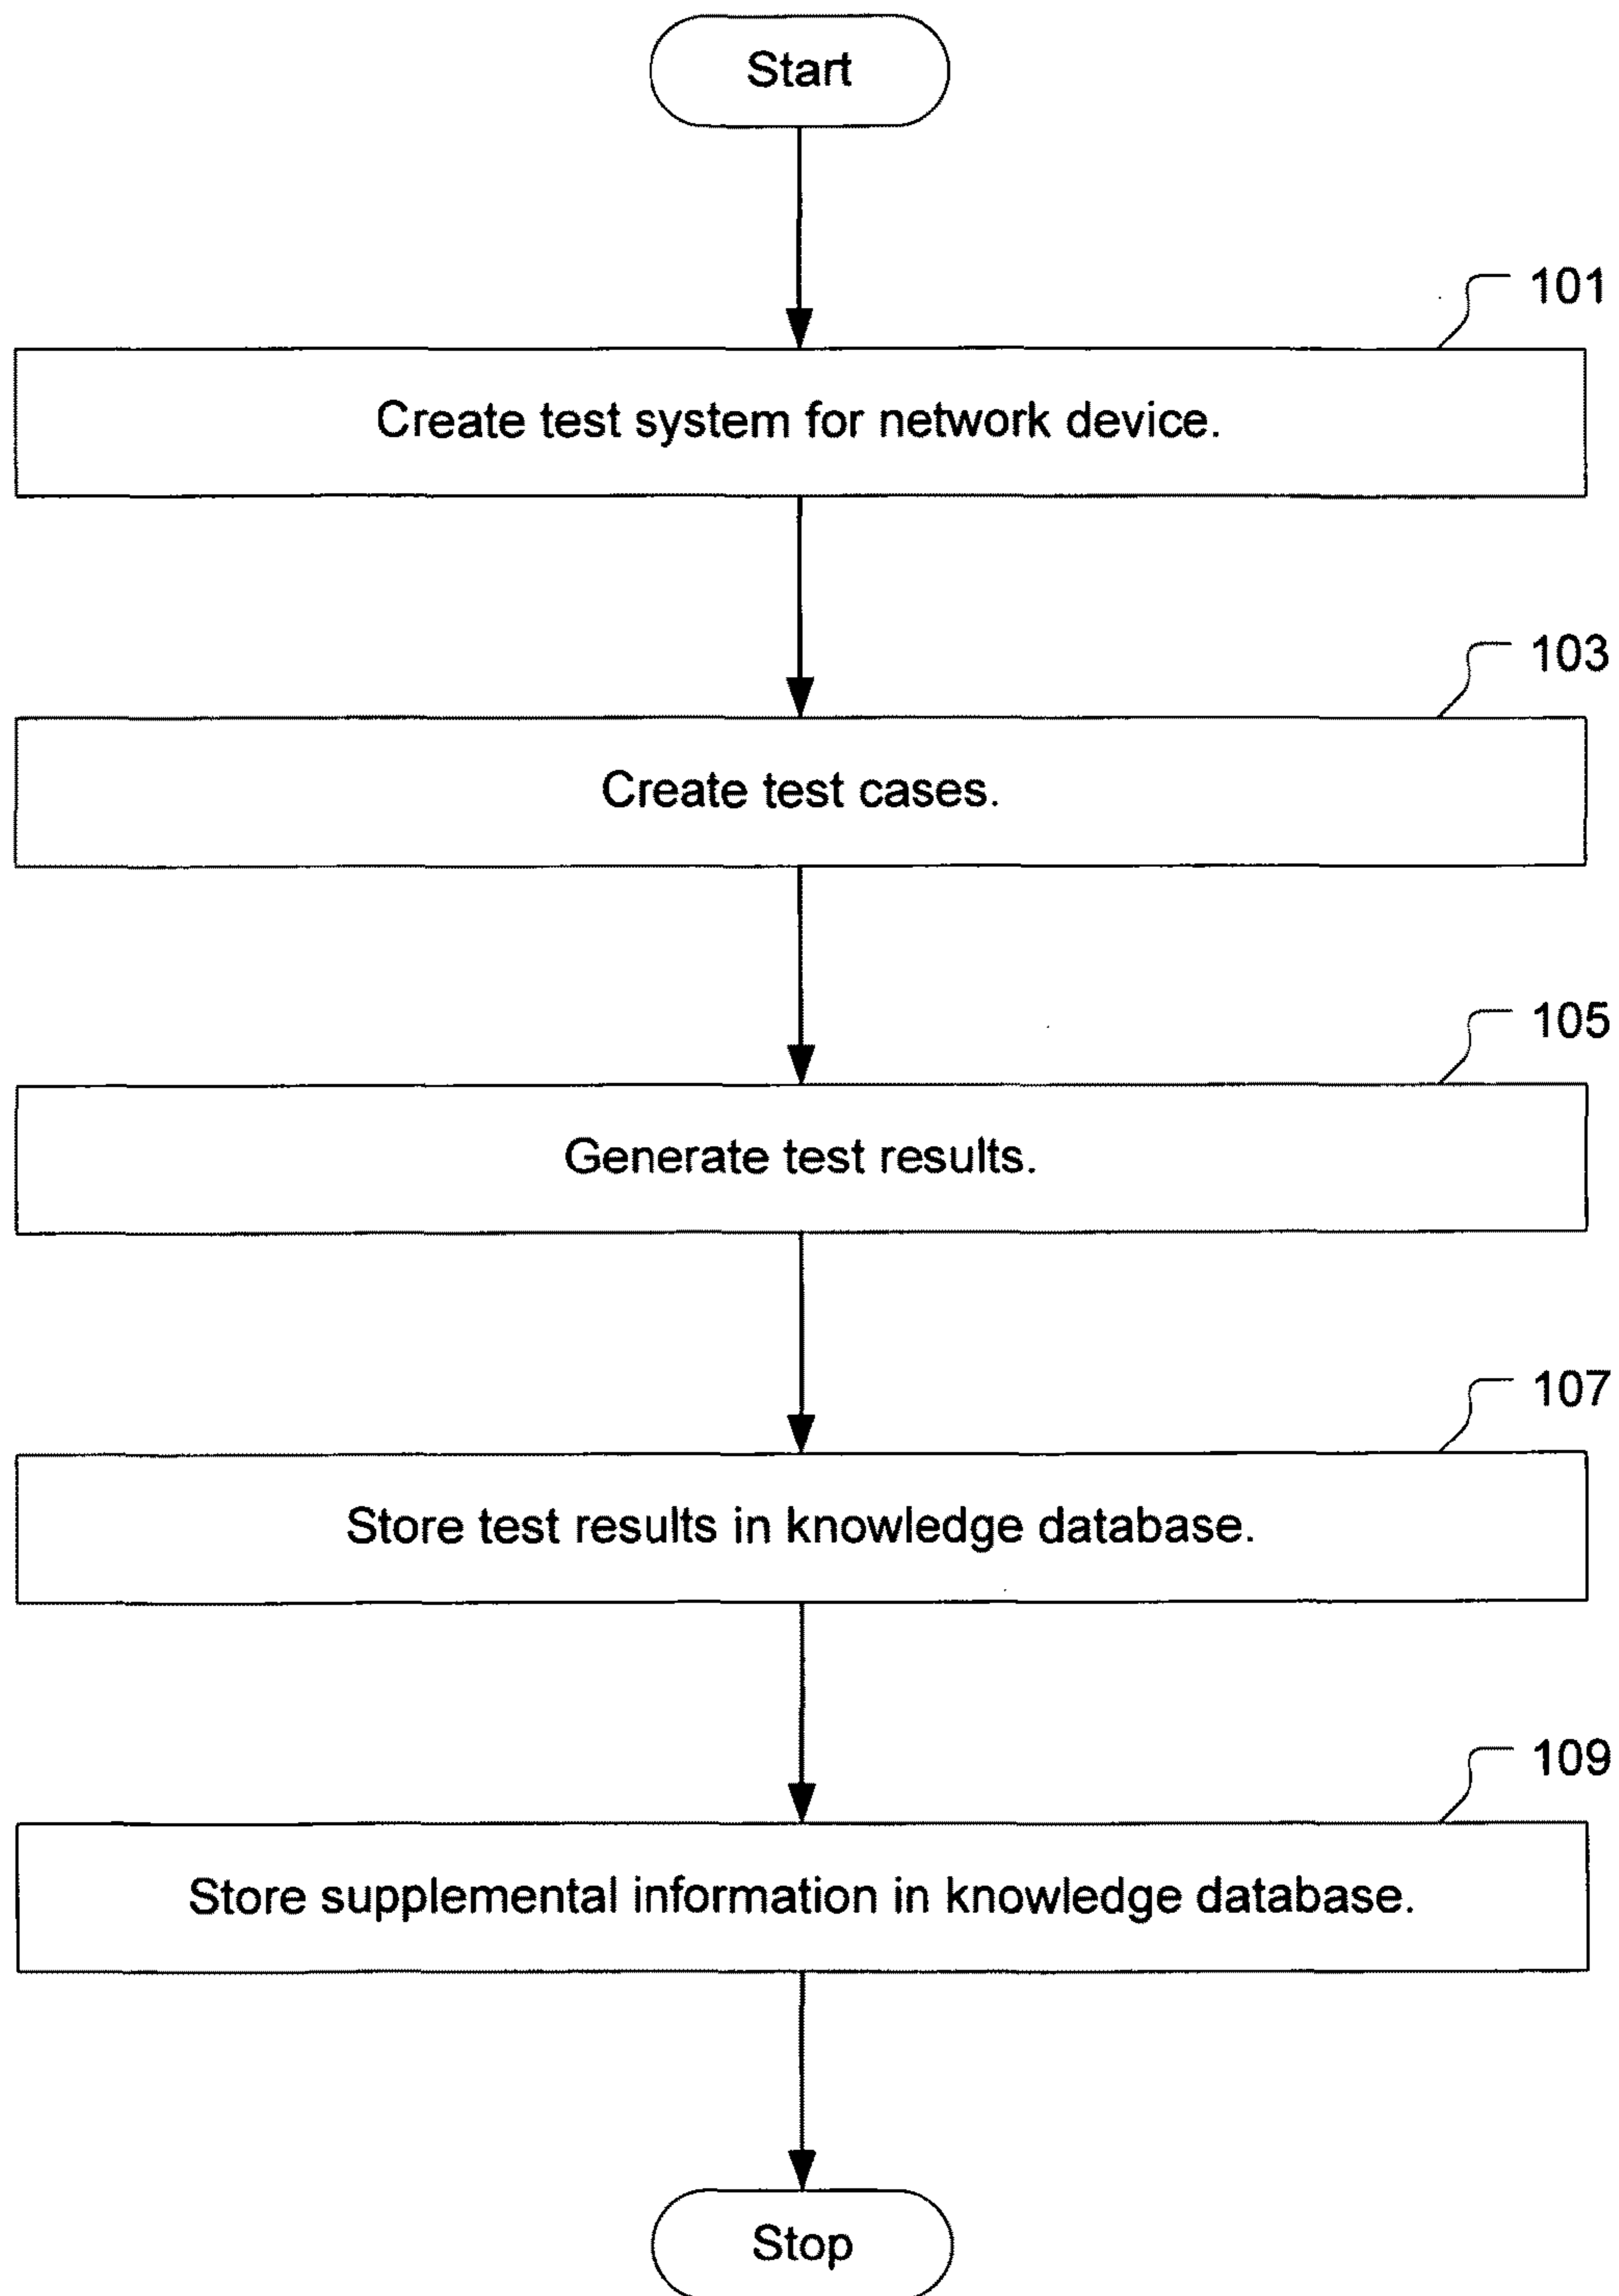 Start
101
Create test system for network device.
103
Create test cases.
105
Generate test results.
107
Store test results in knowledge database.
109
Store supplemental information in knowledge database.
Stop